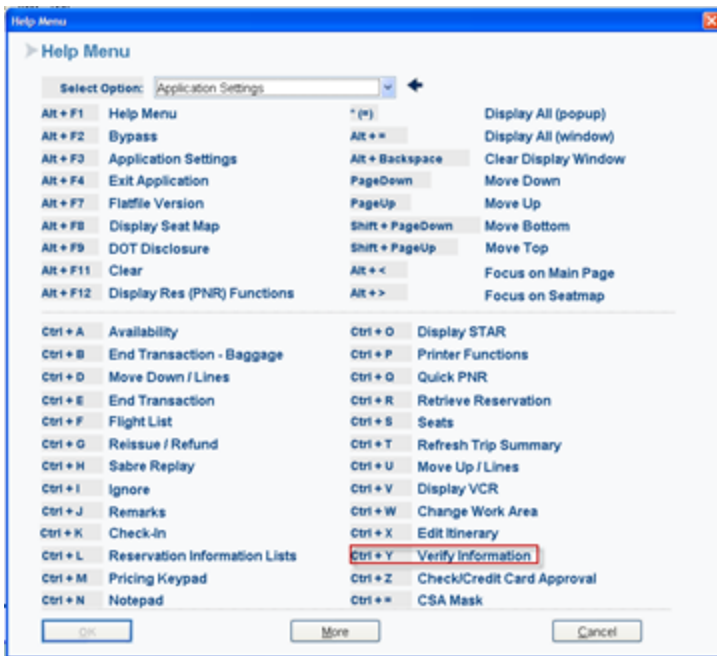 Help Menu
Help Menu
Select Option: Application Settings
Alt + F1 Help Menu * (=) Display All (popup)
Alt + F2 Bypass Alt + = Display All (window)
Alt + F3 Application Settings Alt + Backspace Clear Display Window
Alt + F4 Exit Application PageDown Move Down
Alt + F7 Flatfile Version PageUp Move Up
Alt + F8 Display Seat Map Shift + PageDown Move Bottom
Alt + F9 DOT Disclosure Shift + PageUp Move Top
Alt + F11 Clear Alt + < Focus on Main Page
Alt + F12 Display Res (PNR) Functions Alt + > Focus on Seatmap
Ctrl + A Availability Ctrl + O Display STAR
Ctrl + B End Transaction - Baggage Ctrl + P Printer Functions
Ctrl + D Move Down / Lines Ctrl + Q Quick PNR
Ctrl + E End Transaction Ctrl + R Retrieve Reservation
Ctrl + F Flight List Ctrl + S Seats
Ctrl + G Reissue / Refund Ctrl + T Refresh Trip Summary
Ctrl + H Sabre Replay Ctrl + U Move Up / Lines
Ctrl + I Ignore Ctrl + V Display VCR
Ctrl + J Remarks Ctrl + W Change Work Area
Ctrl + K Check-In Ctrl + X Edit Itinerary
Ctrl + L Reservation Information Lists Ctrl + Y Verify Information
Ctrl + M Pricing Keypad Ctrl + Z Check/Credit Card Approval
Ctrl + N Notepad Ctrl + = CSA Mask
OK More Cancel